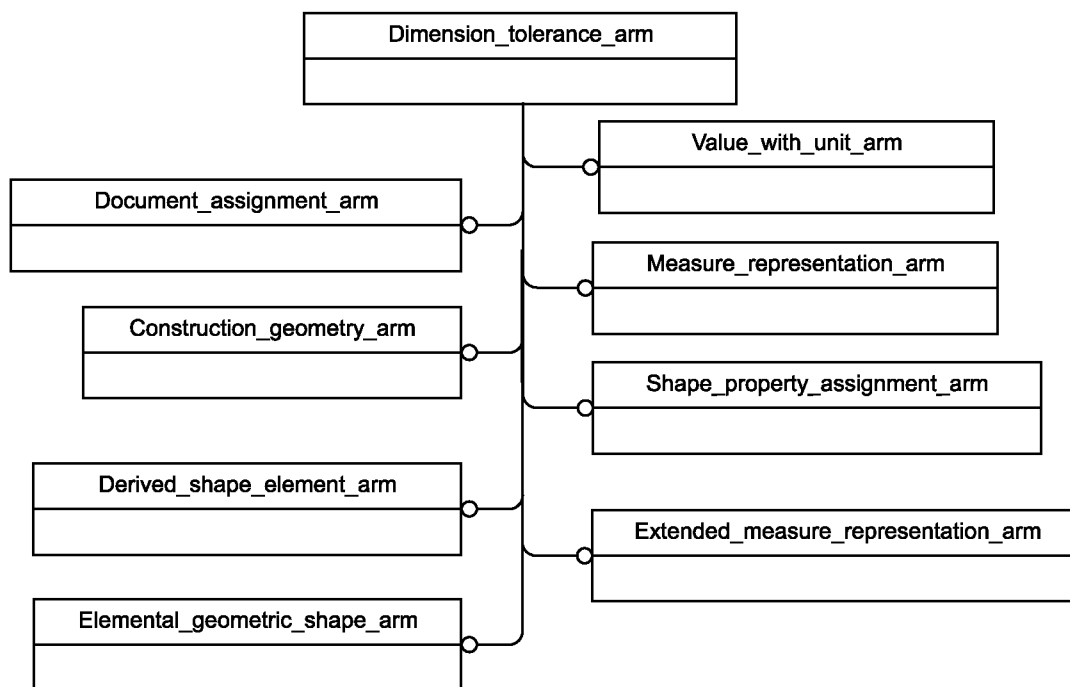 Dimension_tolerance_arm
Value_with_unit_arm
Document_assignment_arm
Measure_representation_arm
Construction_geometry_arm
Shape_property_assignment_arm
Derived_shape_element_arm
Extended_measure_representation_arm
Elemental_geometric_shape_arm